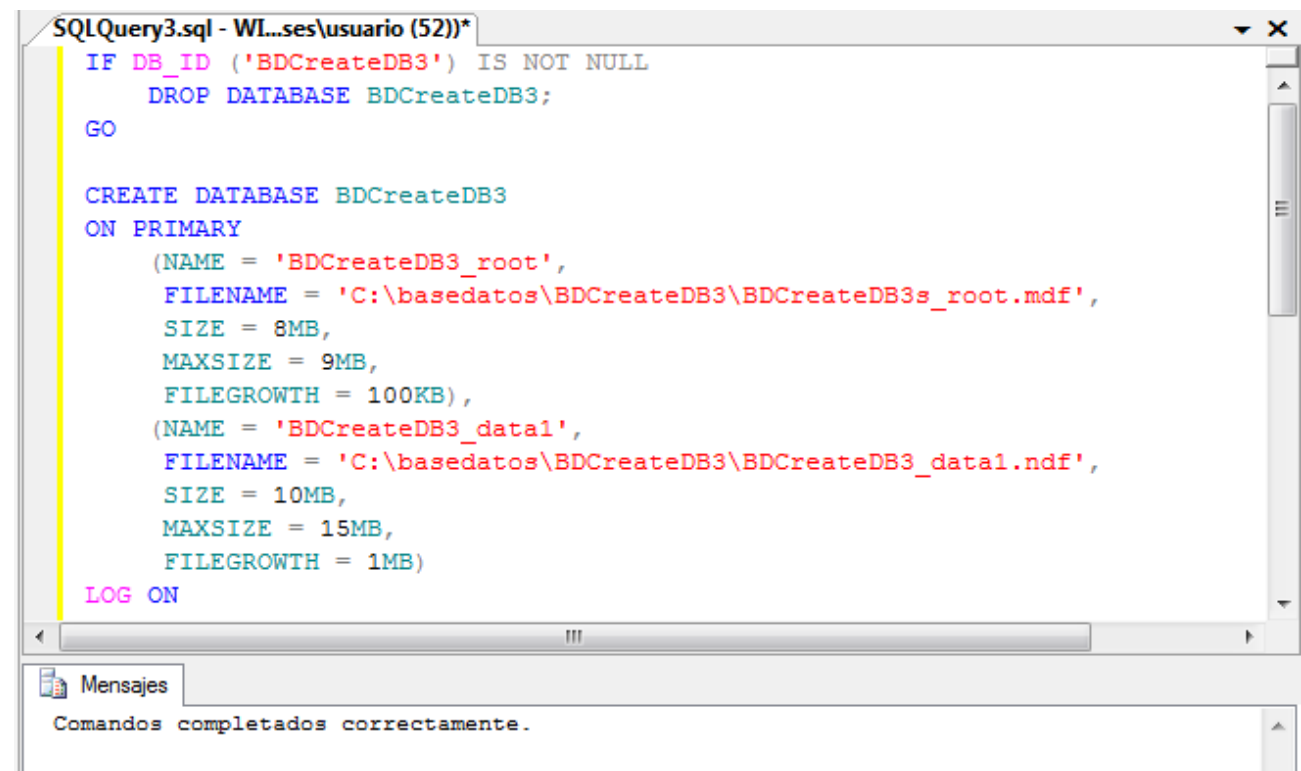 SQLQuery3.sql - WI...ses\usuario (52))*
IF DB_ID ('BDCreateDB3') IS NOT NULL
DROP DATABASE BDCreateDB3;
GO
CREATE DATABASE BDCreateDB3
ON PRIMARY
(NAME = 'BDCreateDB3_root',
FILENAME = 'C:\basedatos\BDCreateDB3\BDCreateDB3s_root.mdf',
SIZE = 8MB,
MAXSIZE = 9MB,
FILEGROWTH = 100KB),
(NAME = 'BDCreateDB3_data1',
FILENAME = 'C:\basedatos\BDCreateDB3\BDCreateDB3_data1.ndf',
SIZE = 10MB,
MAXSIZE = 15MB,
FILEGROWTH = 1MB)
LOG ON
Mensajes
Comandos completados correctamente.